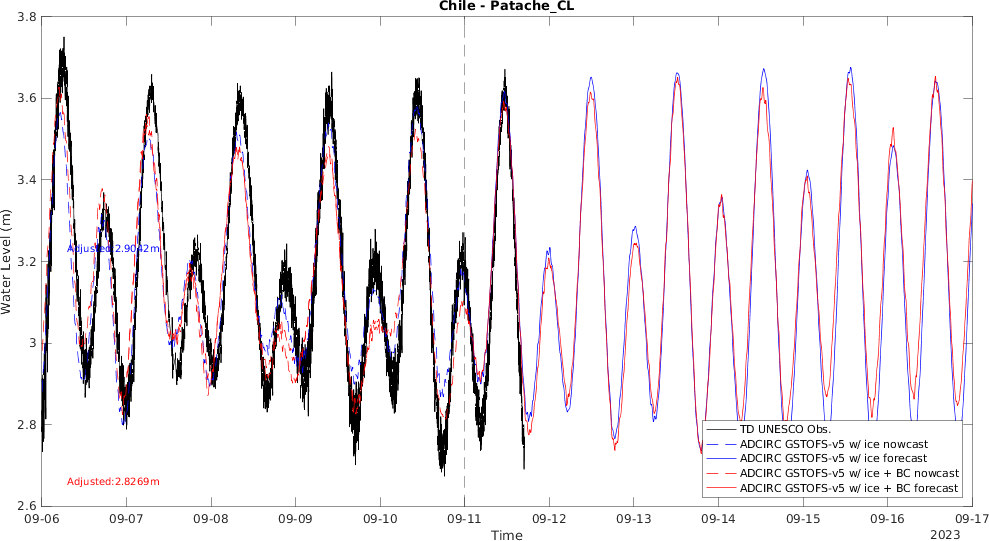 Chile - Patache_CL
3.8
3.6
3.4
3.2
3
2.8
2.6
Water Level (m)
Adjusted:2.9042m
Adjusted:2.8269m
TD UNESCO Obs.
ADCIRC GSTOFS-v5 w/ ice nowcast
ADCIRC GSTOFS-v5 w/ ice forecast
ADCIRC GSTOFS-v5 w/ ice + BC nowcast
ADCIRC GSTOFS-v5 w/ ice + BC forecast
09-06 09-07 09-08 09-09 09-10 09-11 09-12 09-13 09-14 09-15 09-16 09-17
Time
2023